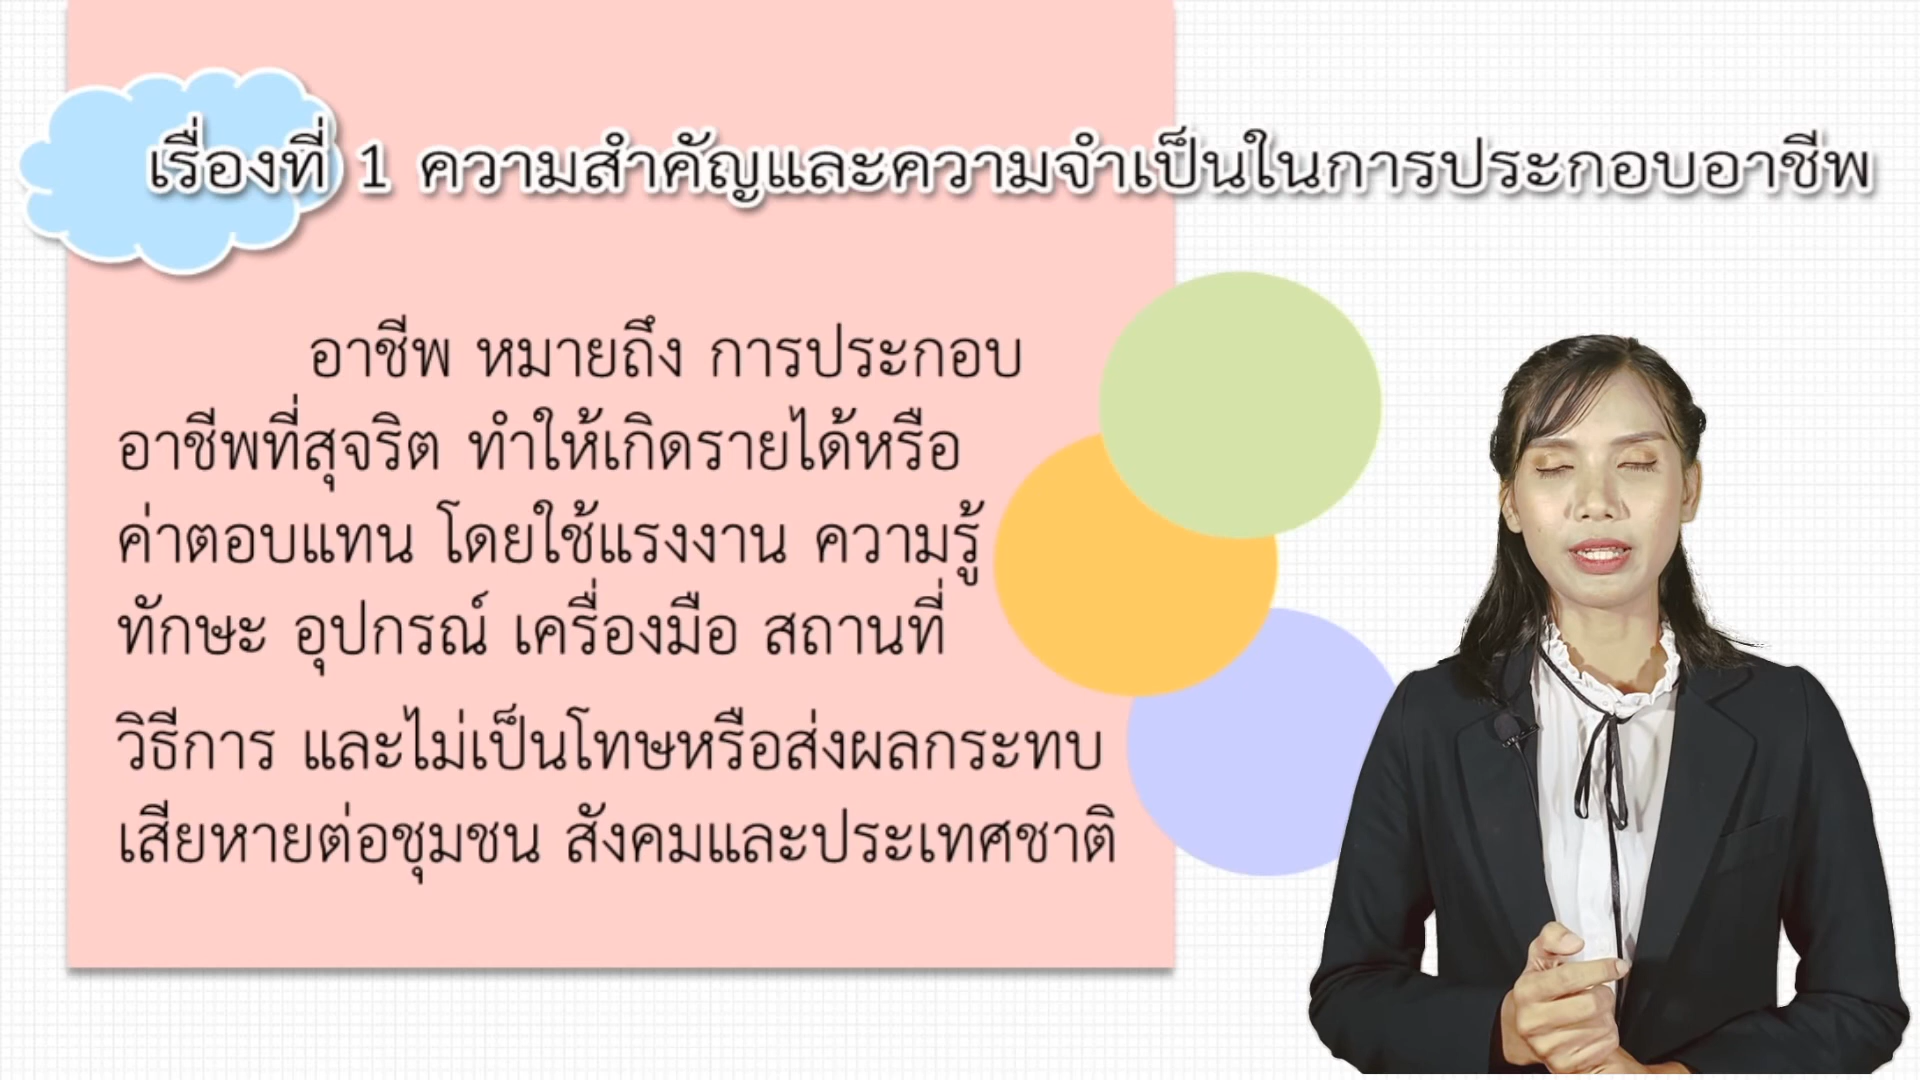 เรื่องที่ 1 ความสำคัญและความจำเป็นในการประกอบอาชีพ
อาชีพ หมายถึง การประกอบ
อาชีพที่สุจริต ทำให้เกิดรายได้หรือ
ค่าตอบแทน โดยใช้แรงงาน ความรู้
ทักษะ อุปกรณ์ เครื่องมือ สถานที่
วิธีการ และไม่เป็นโทษหรือส่งผลกระทบ
เสียหายต่อชุมชน สังคมและประเทศชาติ